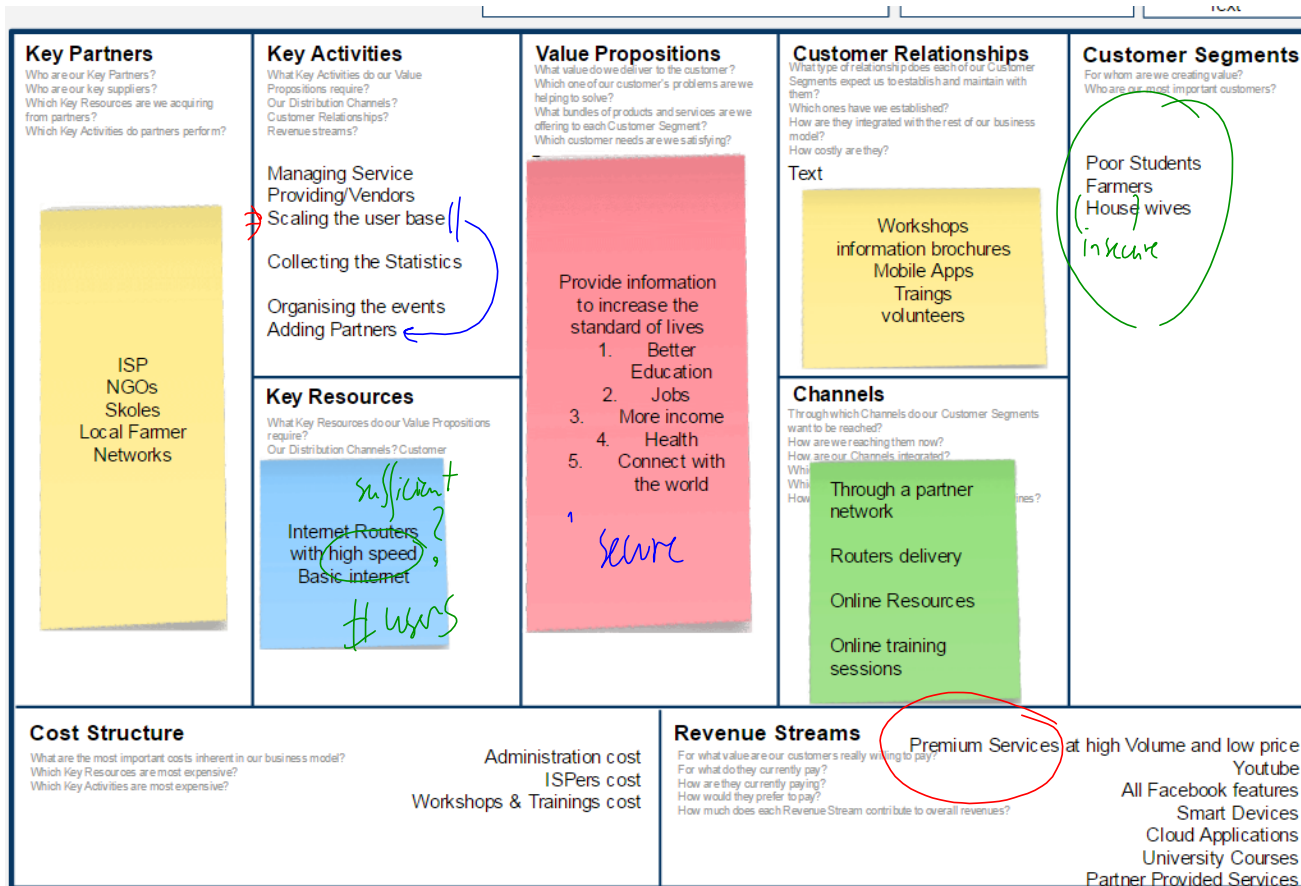 Text
Key Partners
Who are our Key Partners?
Who are our key suppliers?
Which Key Resources are we acquiring
from partners?
Which Key Activities do partners perform?
ISP
NGOs
Skoles
Local Farmer
Networks
Key Activities
What Key Activities do our Value
Propositions require?
Our Distribution Channels?
Customer Relationships?
Revenue streams?
Managing Service
Providing/Vendors
Scaling the user base
Collecting the Statistics
Organising the events
Adding Partners
Key Resources
What Key Resources do our Value Propositions
require?
Our Distribution Channels? Customer
sufficient
?
Internet Routers
with high speed
Basic internet
# users
Value Propositions
What value do we deliver to the customer?
Which one of our customer's problems are we
helping to solve?
What bundles of products and services are we
offering to each Customer Segment?
Which customer needs are we satisfying?
Provide information
to increase the
standard of lives
1. Better
Education
2. Jobs
3. More income
4. Health
5. Connect with
the world
secure
Customer Relationships
What type of relationship does each of our Customer
Segments expect us to establish and maintain with
them?
Which ones have we established?
How are they integrated with the rest of our business
model?
How costly are they?
Text
Workshops
information brochures
Mobile Apps
Traings
volunteers
Channels
Through which Channels do our Customer Segments
want to be reached?
How are we reaching them now?
How are our Channels integrated?
Through a partner
network
Routers delivery
Online Resources
Online training
sessions
Customer Segments
For whom are we creating value?
Who are our most important customers?
Poor Students
Farmers
House wives
insecure
Cost Structure
What are the most important costs inherent in our business model?
Which Key Resources are most expensive?
Which Key Activities are most expensive?
Administration cost
ISPers cost
Workshops & Trainings cost
Revenue Streams
For what value are our customers really willing to pay?
For what do they currently pay?
How are they currently paying?
How would they prefer to pay?
How much does each Revenue Stream contribute to overall revenues?
Premium Services at high Volume and low price
Youtube
All Facebook features
Smart Devices
Cloud Applications
University Courses
Partner Provided Services